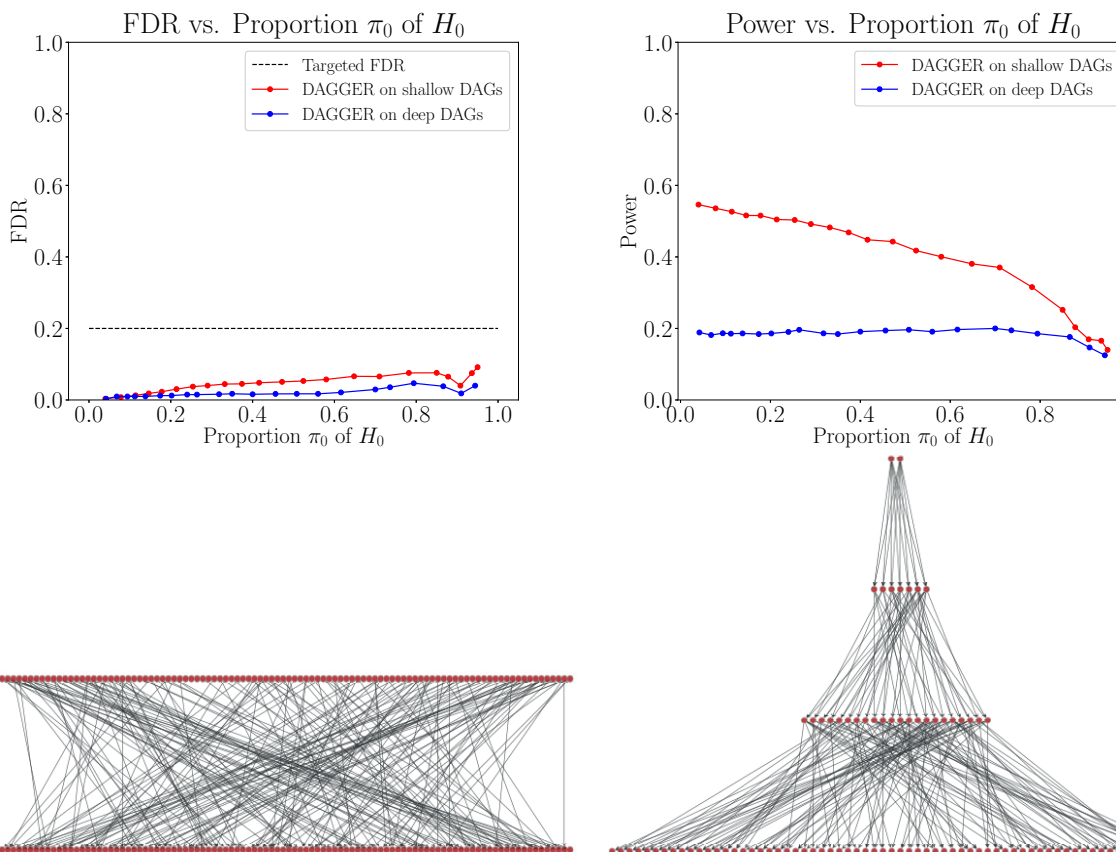 FDR vs. Proportion π₀ of H₀
1.0
0.8
0.6
0.4
0.2
0.0
FDR
Targeted FDR
DAGGER on shallow DAGs
DAGGER on deep DAGs
0.0 0.2 0.4 0.6 0.8 1.0
Proportion π₀ of H₀
Power vs. Proportion π₀ of H₀
1.0
0.8
0.6
0.4
0.2
0.0
Power
DAGGER on shallow DAGs
DAGGER on deep DAGs
0.0 0.2 0.4 0.6 0.8
Proportion π₀ of H₀